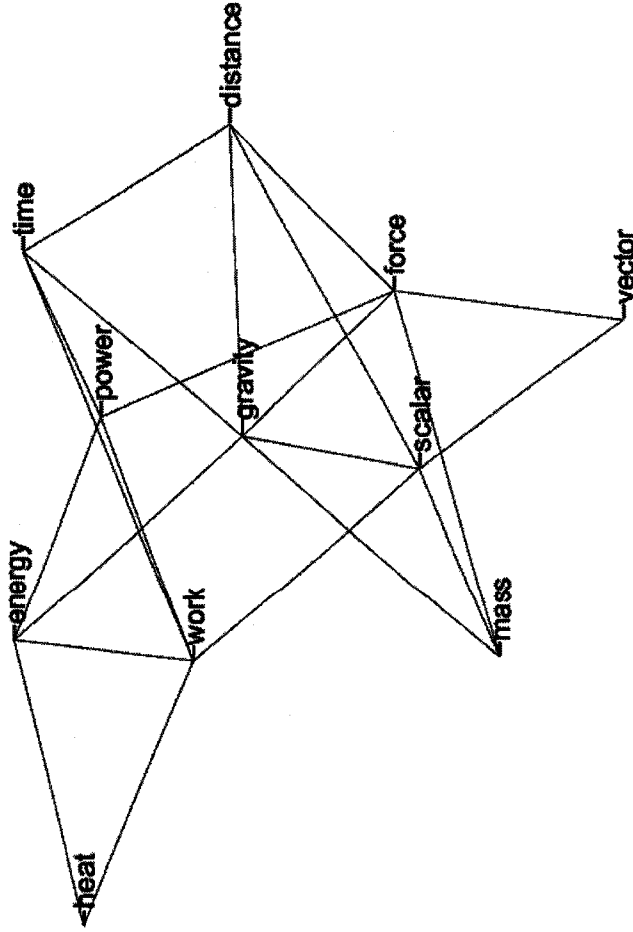 distance
time
force
power
gravity
vector
scalar
energy
work
mass
heat